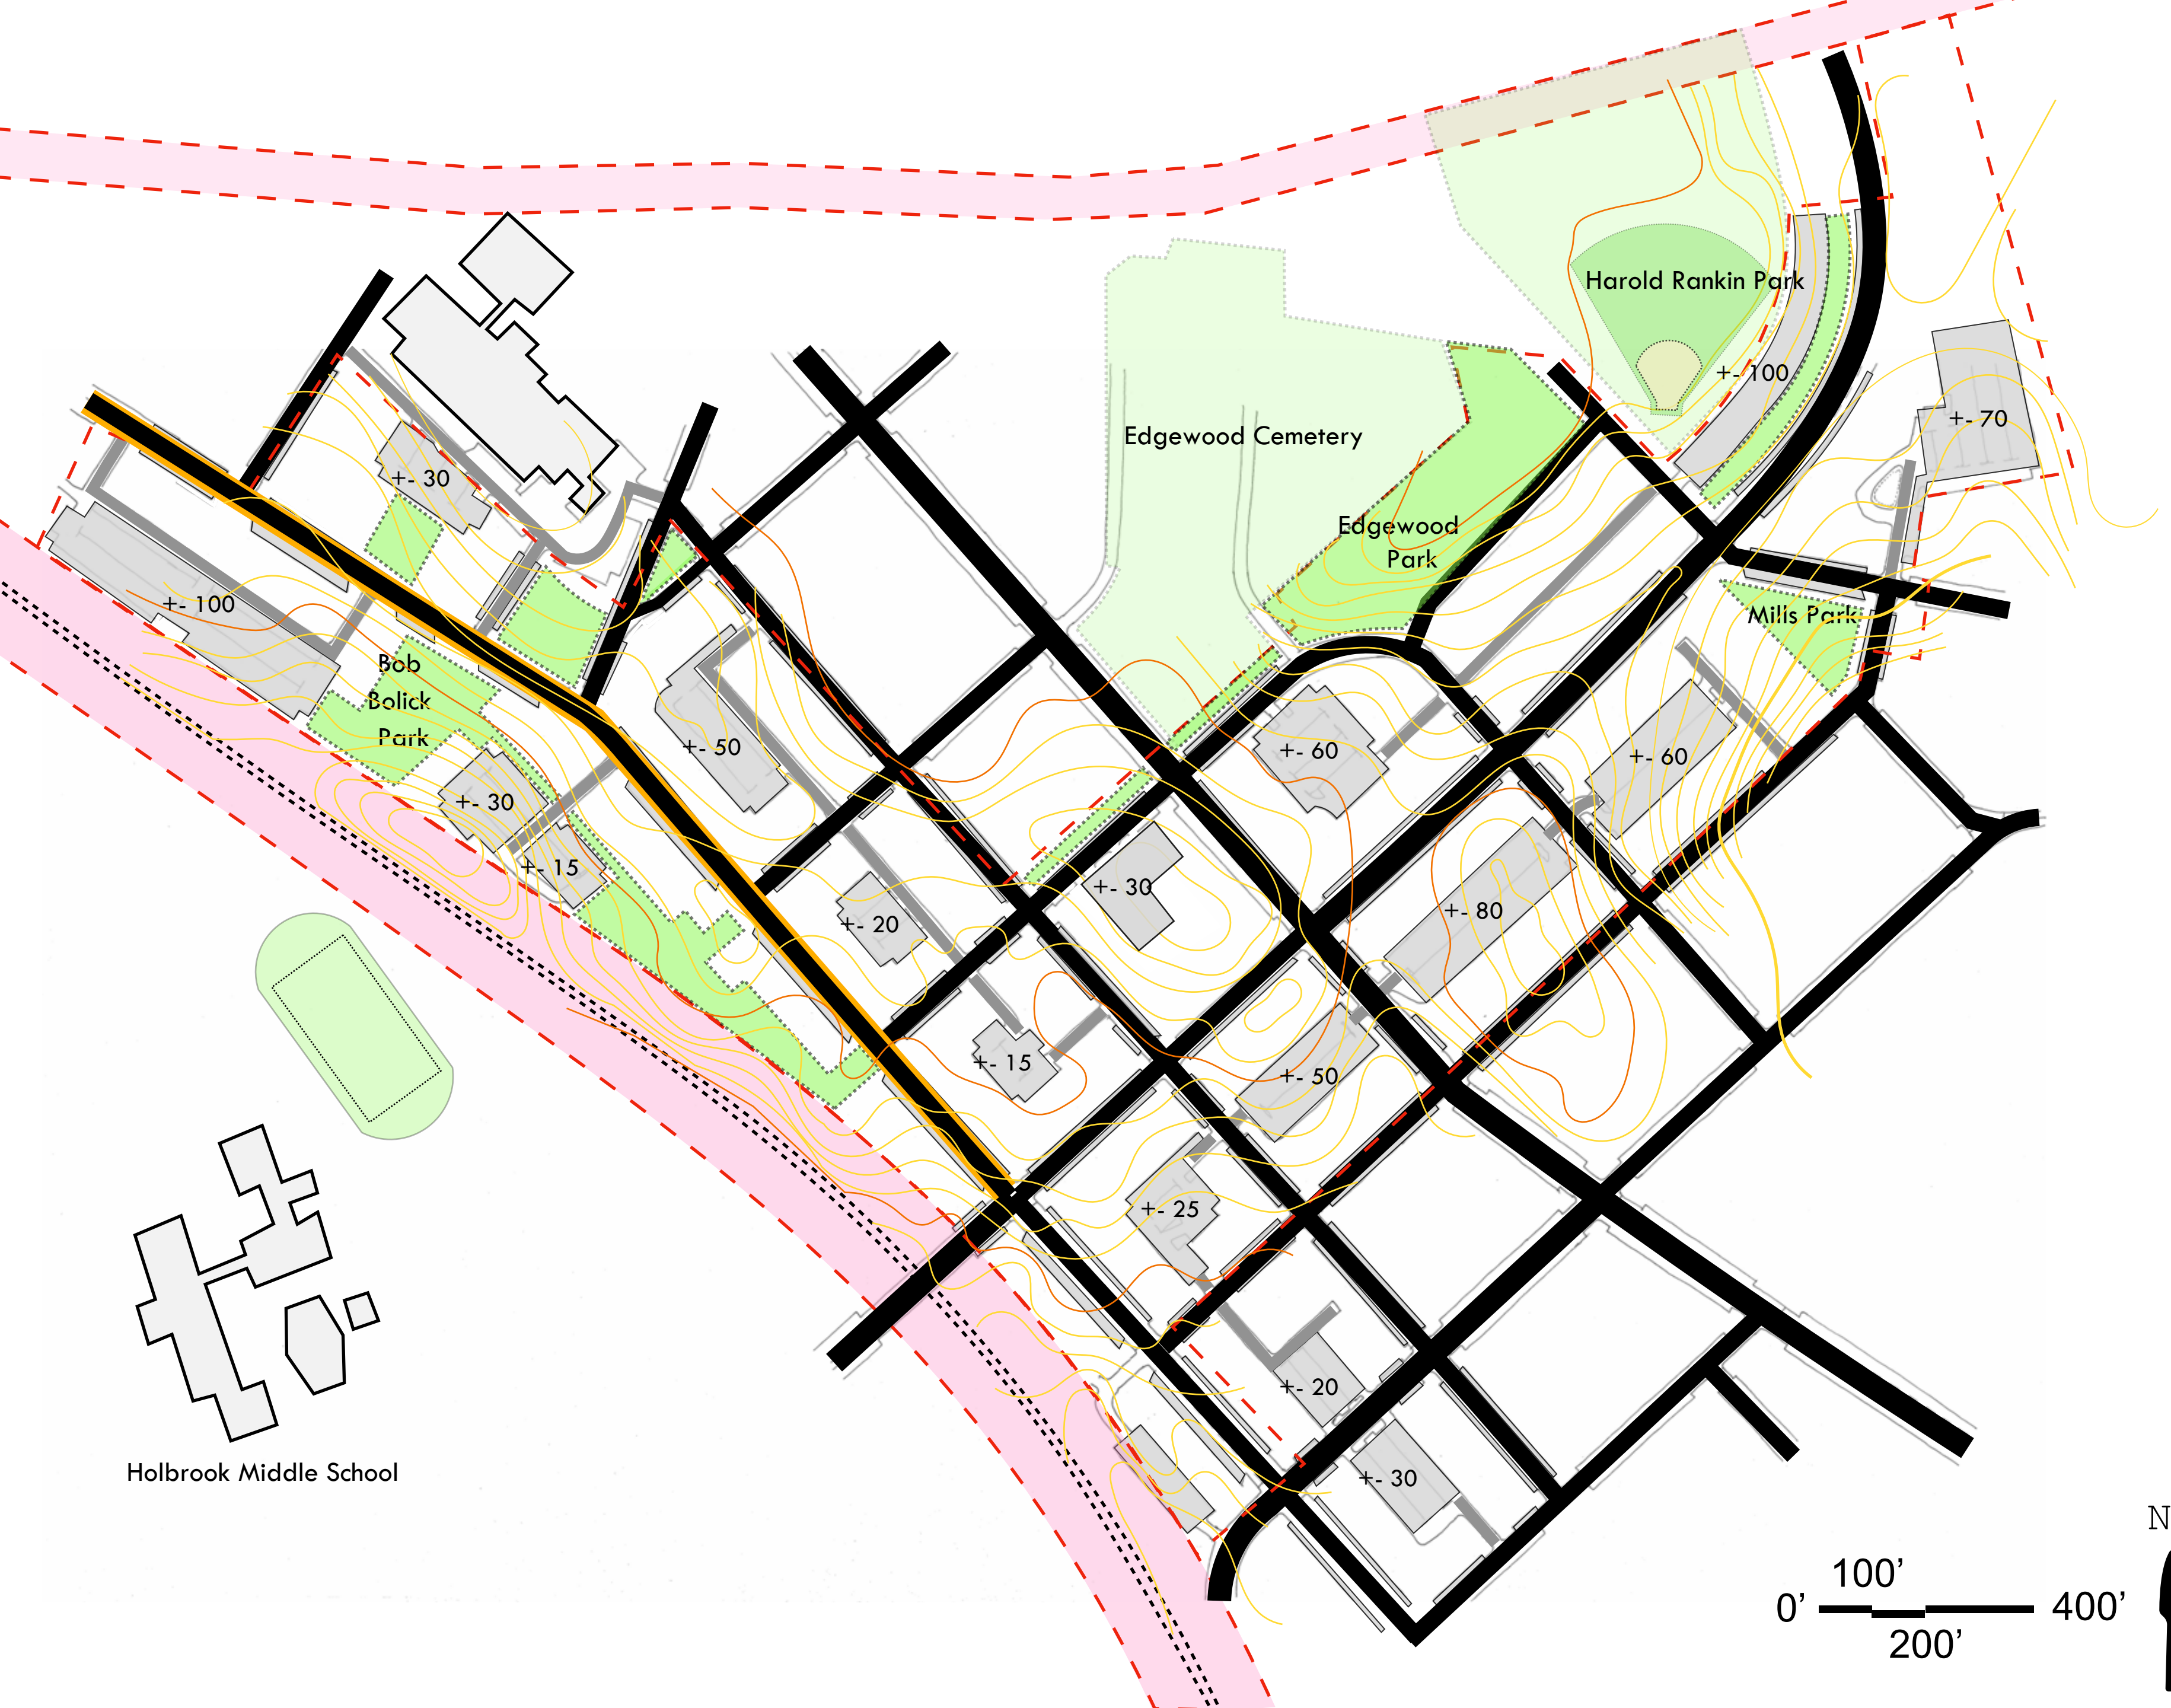 Harold Rankin Park
+- 100
+- 70
Edgewood Cemetery
+- 30
Edgewood
Park
+- 100
Mills Park
Bob
Bolick
Park
+- 50
+- 60
+- 60
+- 30
+- 15
+- 30
+- 20
+- 80
+- 15
+- 50
+- 25
+- 20
+- 30
Holbrook Middle School
N
100’
0’
400’
200’